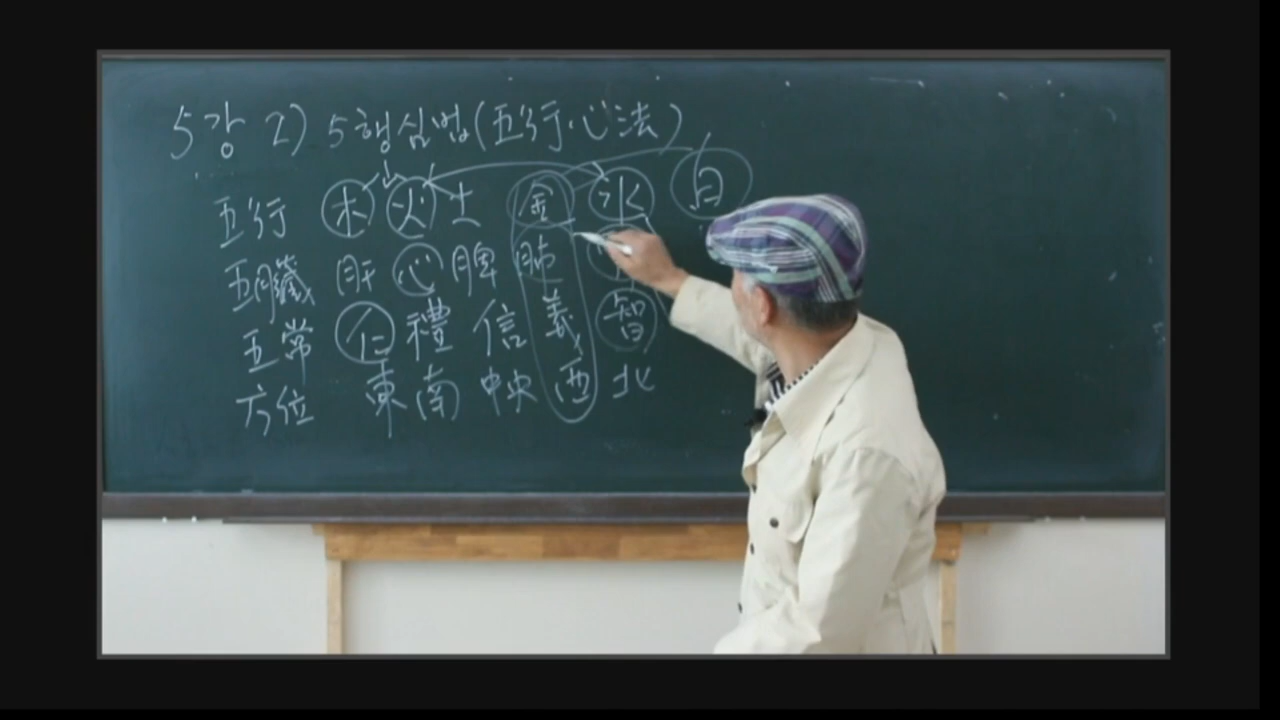 5강 2) 5행심법(五行心法)
五行 木 火 土 金 水 白
五臟 肝 心 脾 肺
五常 仁 禮 信 義 智
方位 東 南 中央 西 北